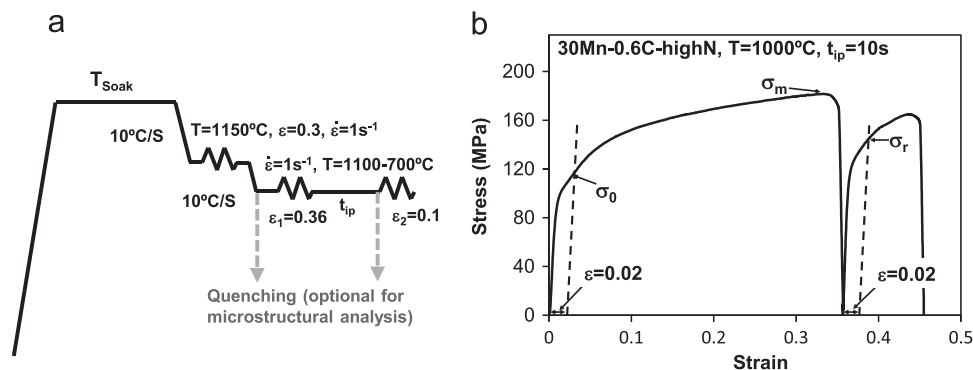 a
T_Soak
10ºC/S
T=1150ºC, ε=0.3, ε̇=1s⁻¹
ε̇=1s⁻¹, T=1100-700ºC
10ºC/S
ε₁=0.36
t_ip
ε₂=0.1
Quenching (optional for
microstructural analysis)
b
30Mn-0.6C-highN, T=1000ºC, t_ip=10s
Stress (MPa)
200
160
120
80
40
0
σ_m
σ_r
σ_0
ε=0.02
ε=0.02
0
0.1
0.2
0.3
0.4
0.5
Strain